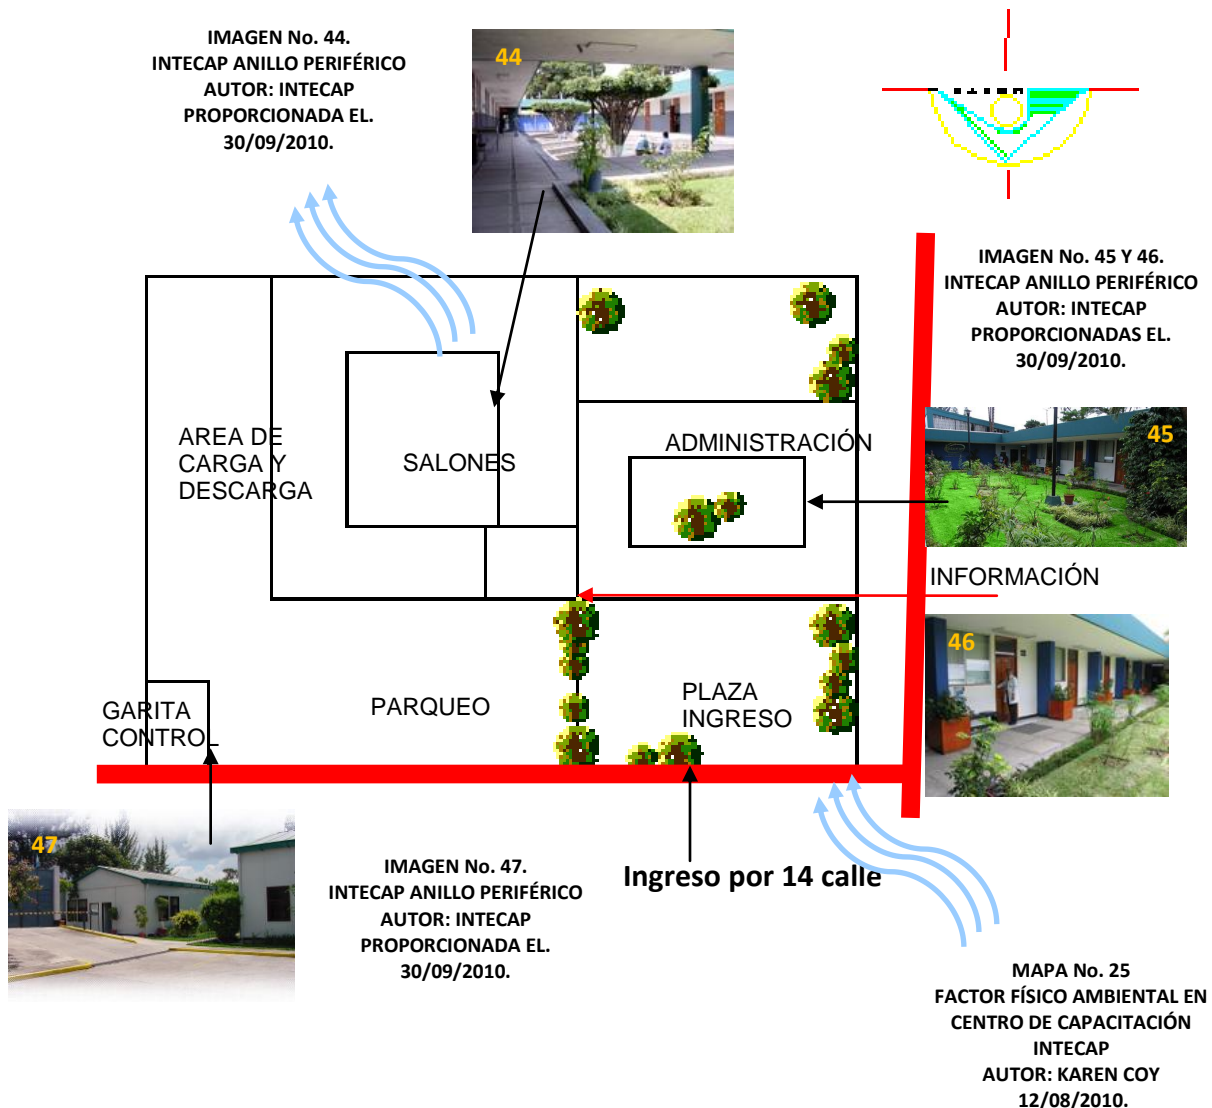 IMAGEN No. 44.
INTECAP ANILLO PERIFÉRICO
AUTOR: INTECAP
PROPORCIONADA EL.
30/09/2010.
44
IMAGEN No. 45 Y 46.
INTECAP ANILLO PERIFÉRICO
AUTOR: INTECAP
PROPORCIONADAS EL.
30/09/2010.
AREA DE
CARGA Y
DESCARGA
SALONES
ADMINISTRACIÓN
45
INFORMACIÓN
46
GARITA
CONTROL
PARQUEO
PLAZA
INGRESO
47
IMAGEN No. 47.
INTECAP ANILLO PERIFÉRICO
AUTOR: INTECAP
PROPORCIONADA EL.
30/09/2010.
Ingreso por 14 calle
MAPA No. 25
FACTOR FÍSICO AMBIENTAL EN
CENTRO DE CAPACITACIÓN
INTECAP
AUTOR: KAREN COY
12/08/2010.